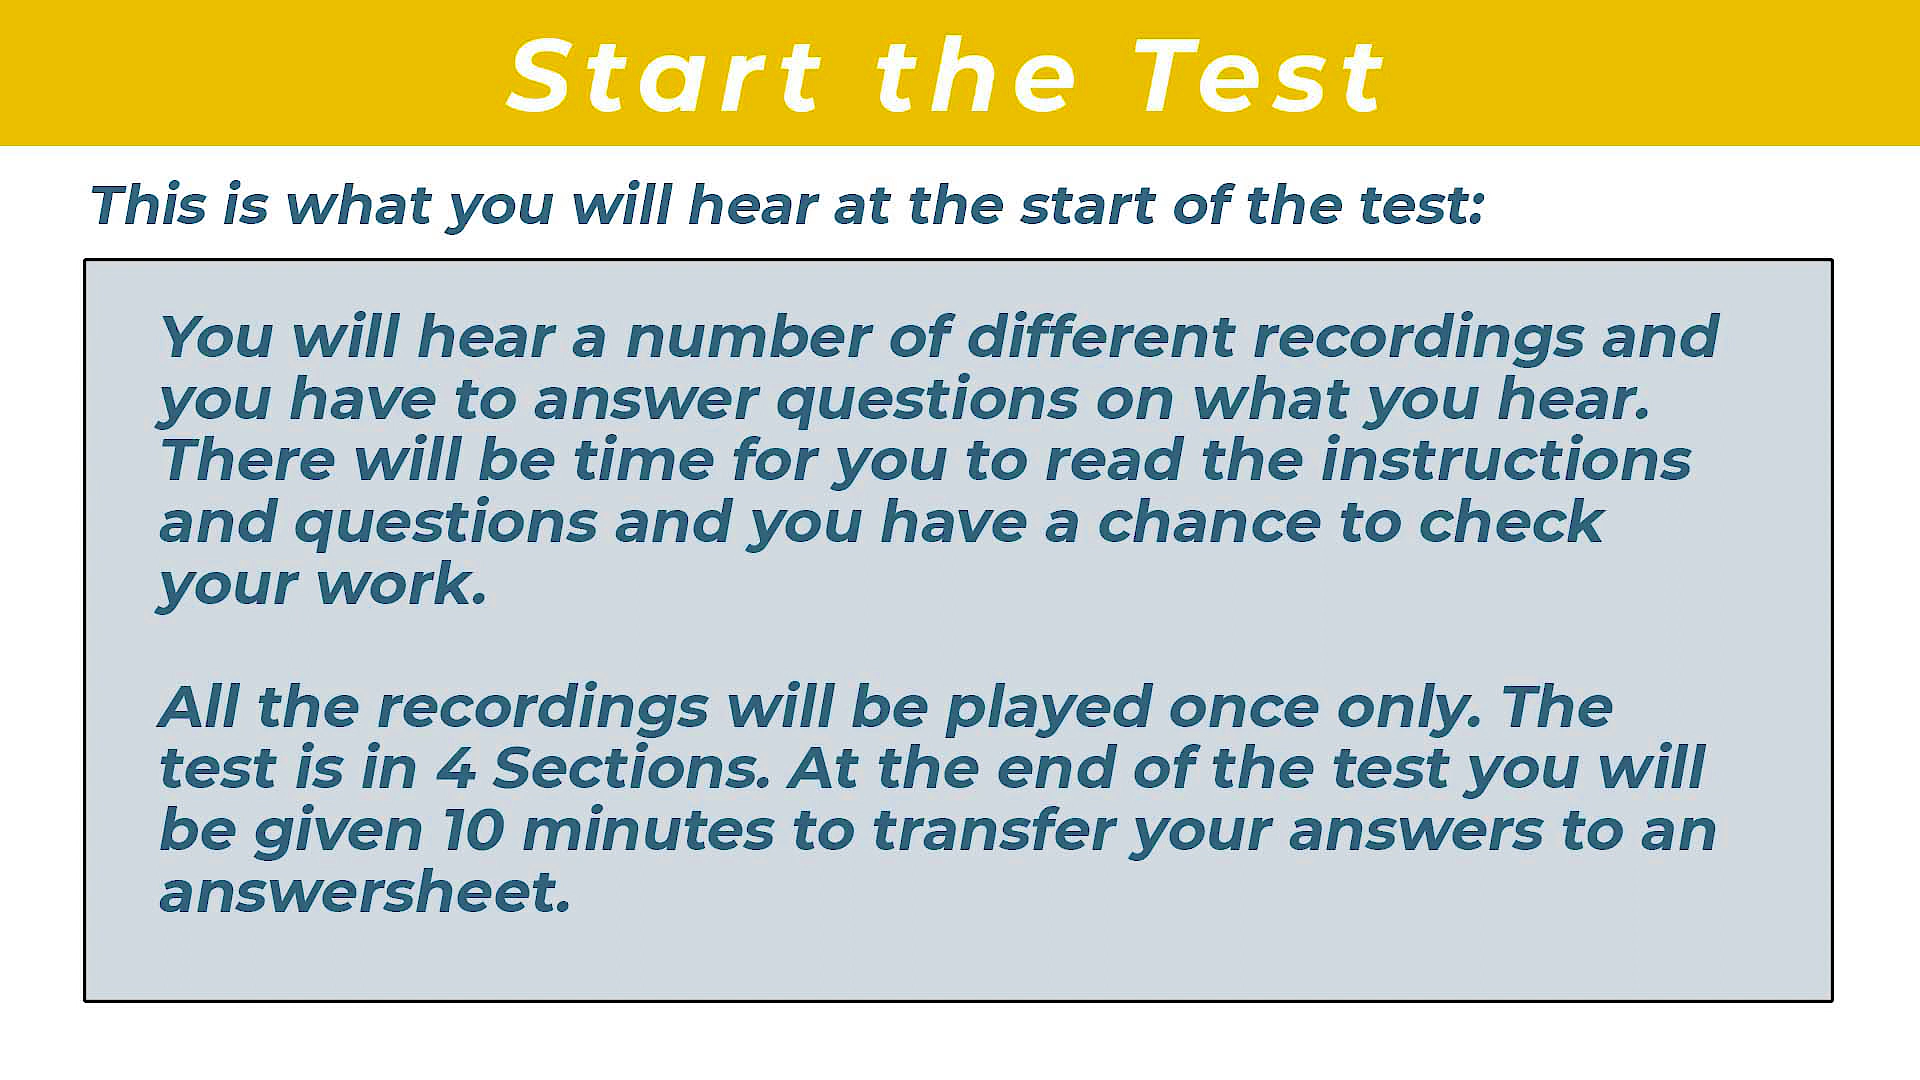 Start the Test
This is what you will hear at the start of the test:
You will hear a number of different recordings and
you have to answer questions on what you hear.
There will be time for you to read the instructions
and questions and you have a chance to check
your work.
All the recordings will be played once only. The
test is in 4 Sections. At the end of the test you will
be given 10 minutes to transfer your answers to an
answersheet.